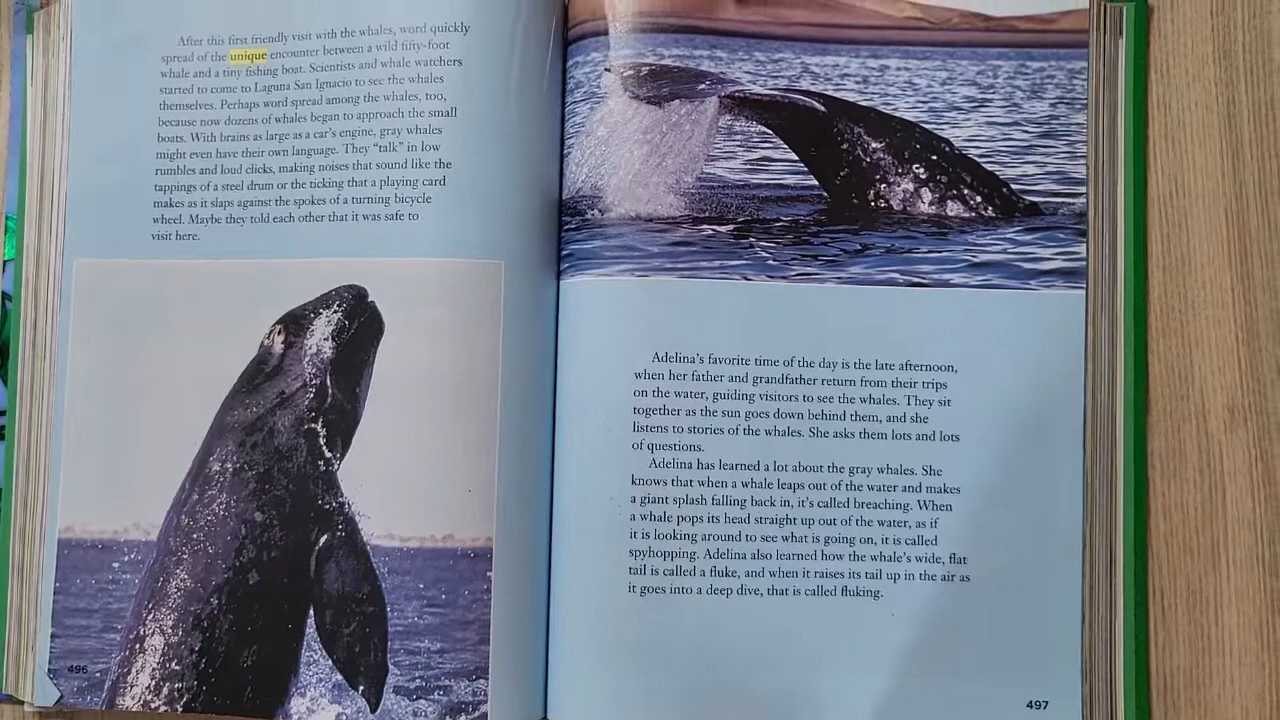 After this first friendly visit with the whales, word quickly
spread of the unique encounter between a wild fifty-foot
whale and a tiny fishing boat. Scientists and whale watchers
started to come to Laguna San Ignacio to see the whales
themselves. Perhaps word spread among the whales, too,
because now dozens of whales began to approach the small
boats. With brains as large as a car's engine, gray whales
might even have their own language. They “talk” in low
rumbles and loud clicks, making noises that sound like the
tappings of a steel drum or the ticking that a playing card
makes as it slaps against the spokes of a turning bicycle
wheel. Maybe they told each other that it was safe to
visit here.
496
Adelina's favorite time of the day is the late afternoon,
when her father and grandfather return from their trips
on the water, guiding visitors to see the whales. They sit
together as the sun goes down behind them, and she
listens to stories of the whales. She asks them lots and lots
of questions.
Adelina has learned a lot about the gray whales. She
knows that when a whale leaps out of the water and makes
a giant splash falling back in, it's called breaching. When
a whale pops its head straight up out of the water, as if
it is looking around to see what is going on, it is called
spyhopping. Adelina also learned how the whale's wide, flat
tail is called a fluke, and when it raises its tail up in the air as
it goes into a deep dive, that is called fluking.
497